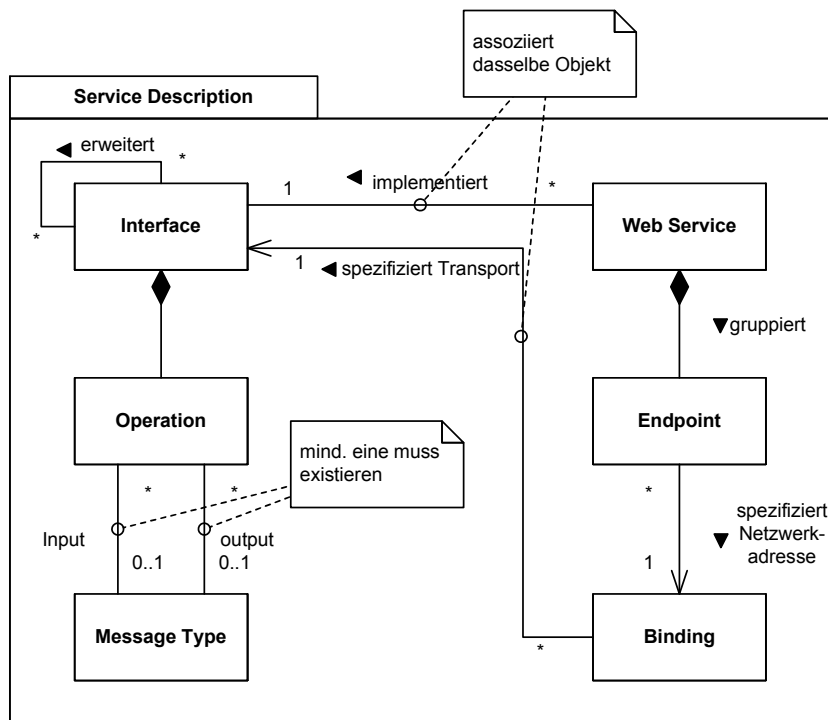 assoziiert
dasselbe Objekt
Service Description
erweitert
*
*
Interface
1
implementiert
*
Web Service
1
spezifiziert Transport
gruppiert
Operation
Endpoint
mind. eine muss
existieren
*
*
*
Input
output
0..1
0..1
spezifiziert
Netzwerk-
adresse
1
Message Type
Binding
*